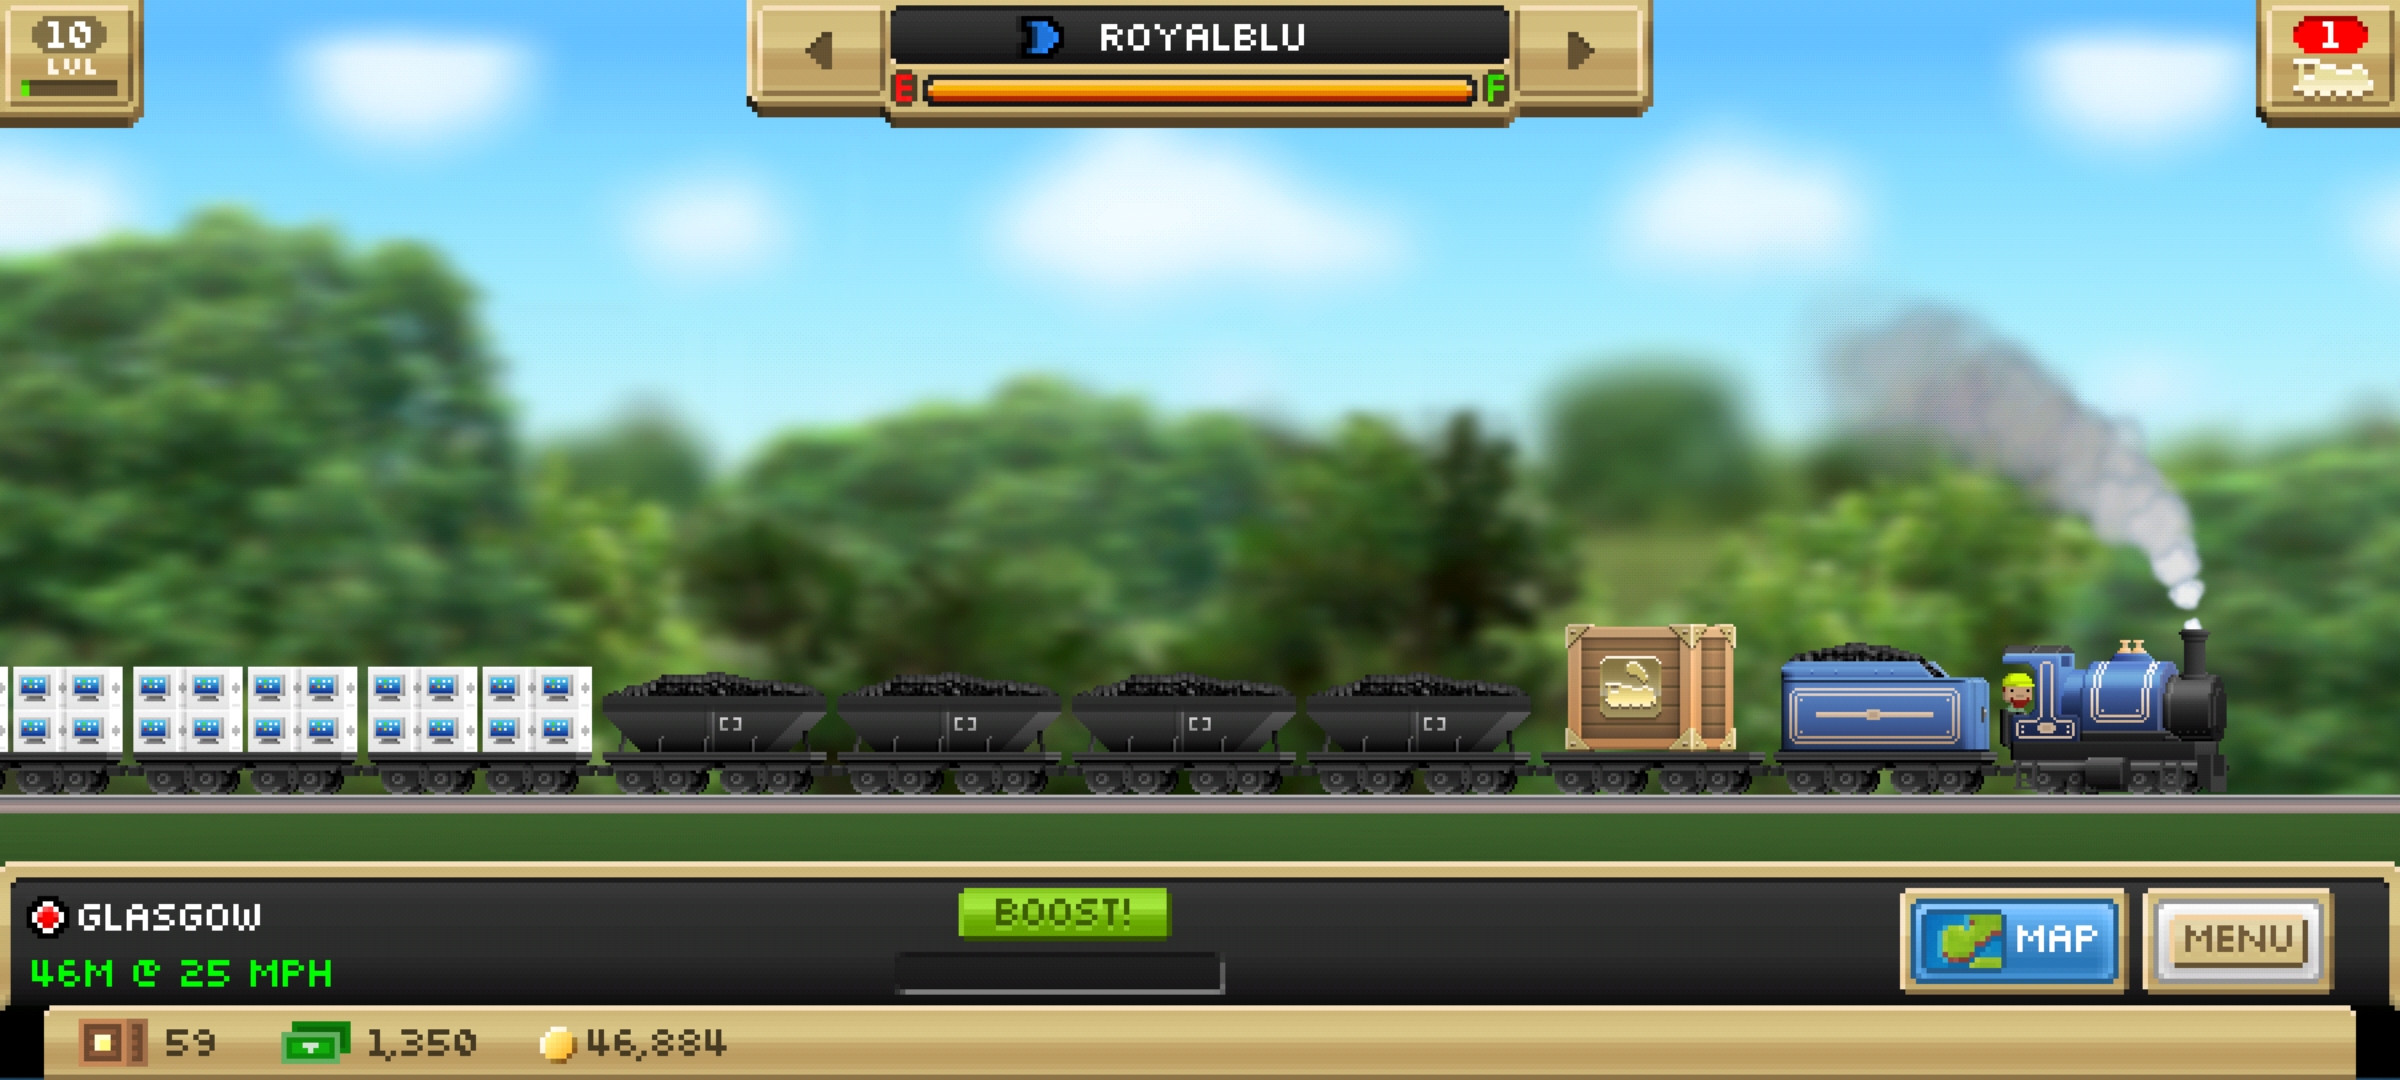 10
LVL
ROYALBLU
E F
1
GLASGOW
46M @ 25 MPH
BOOST!
MAP
MENU
59
1,350
46,884